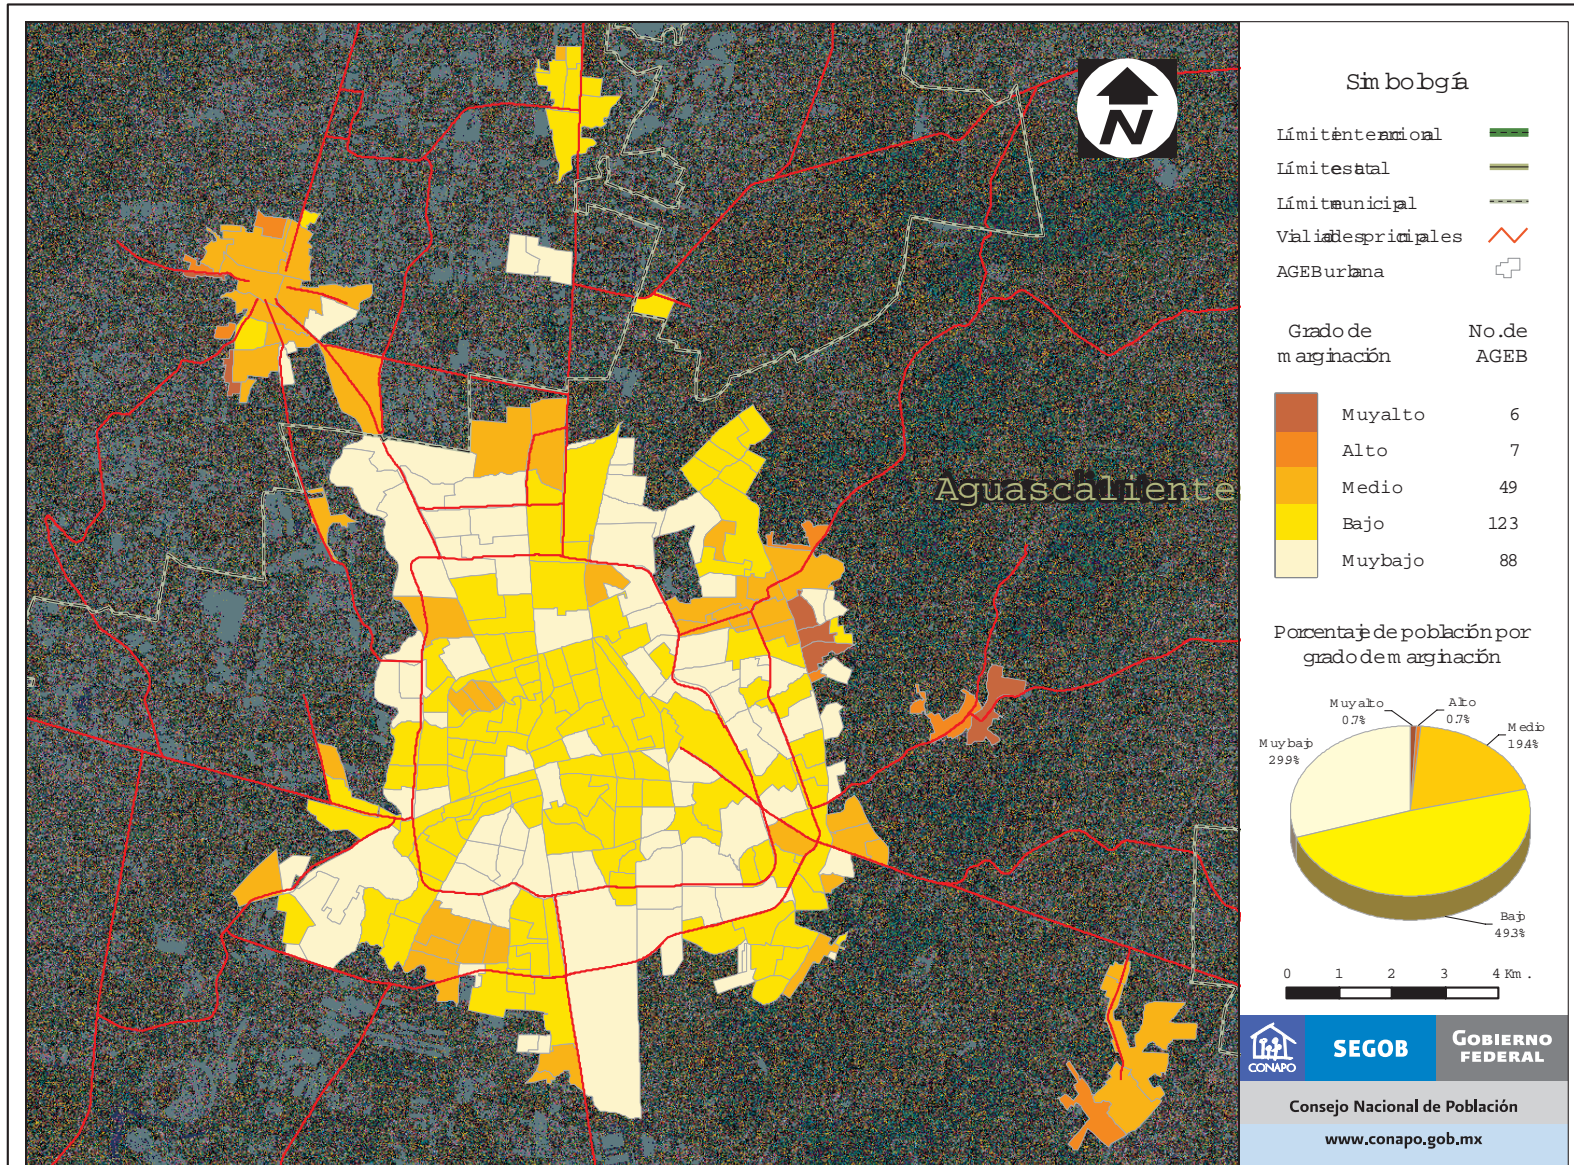 N
Aguascaliente
Simbología
Límite internacional
Límite estatal
Límite municipal
Vialidades principales
AGEB urbana
Grado de marginación
No. de AGEB
Muy alto 6
Alto 7
Medio 49
Bajo 123
Muy bajo 88
Porcentaje de población por
grado de marginación
Muy alto
0.7%
Alto
0.7%
Medio
19.4%
Muy bajo
29.9%
Bajo
49.3%
0 1 2 3 4 Km.
CONAPO
SEGOB
GOBIERNO
FEDERAL
Consejo Nacional de Población
www.conapo.gob.mx